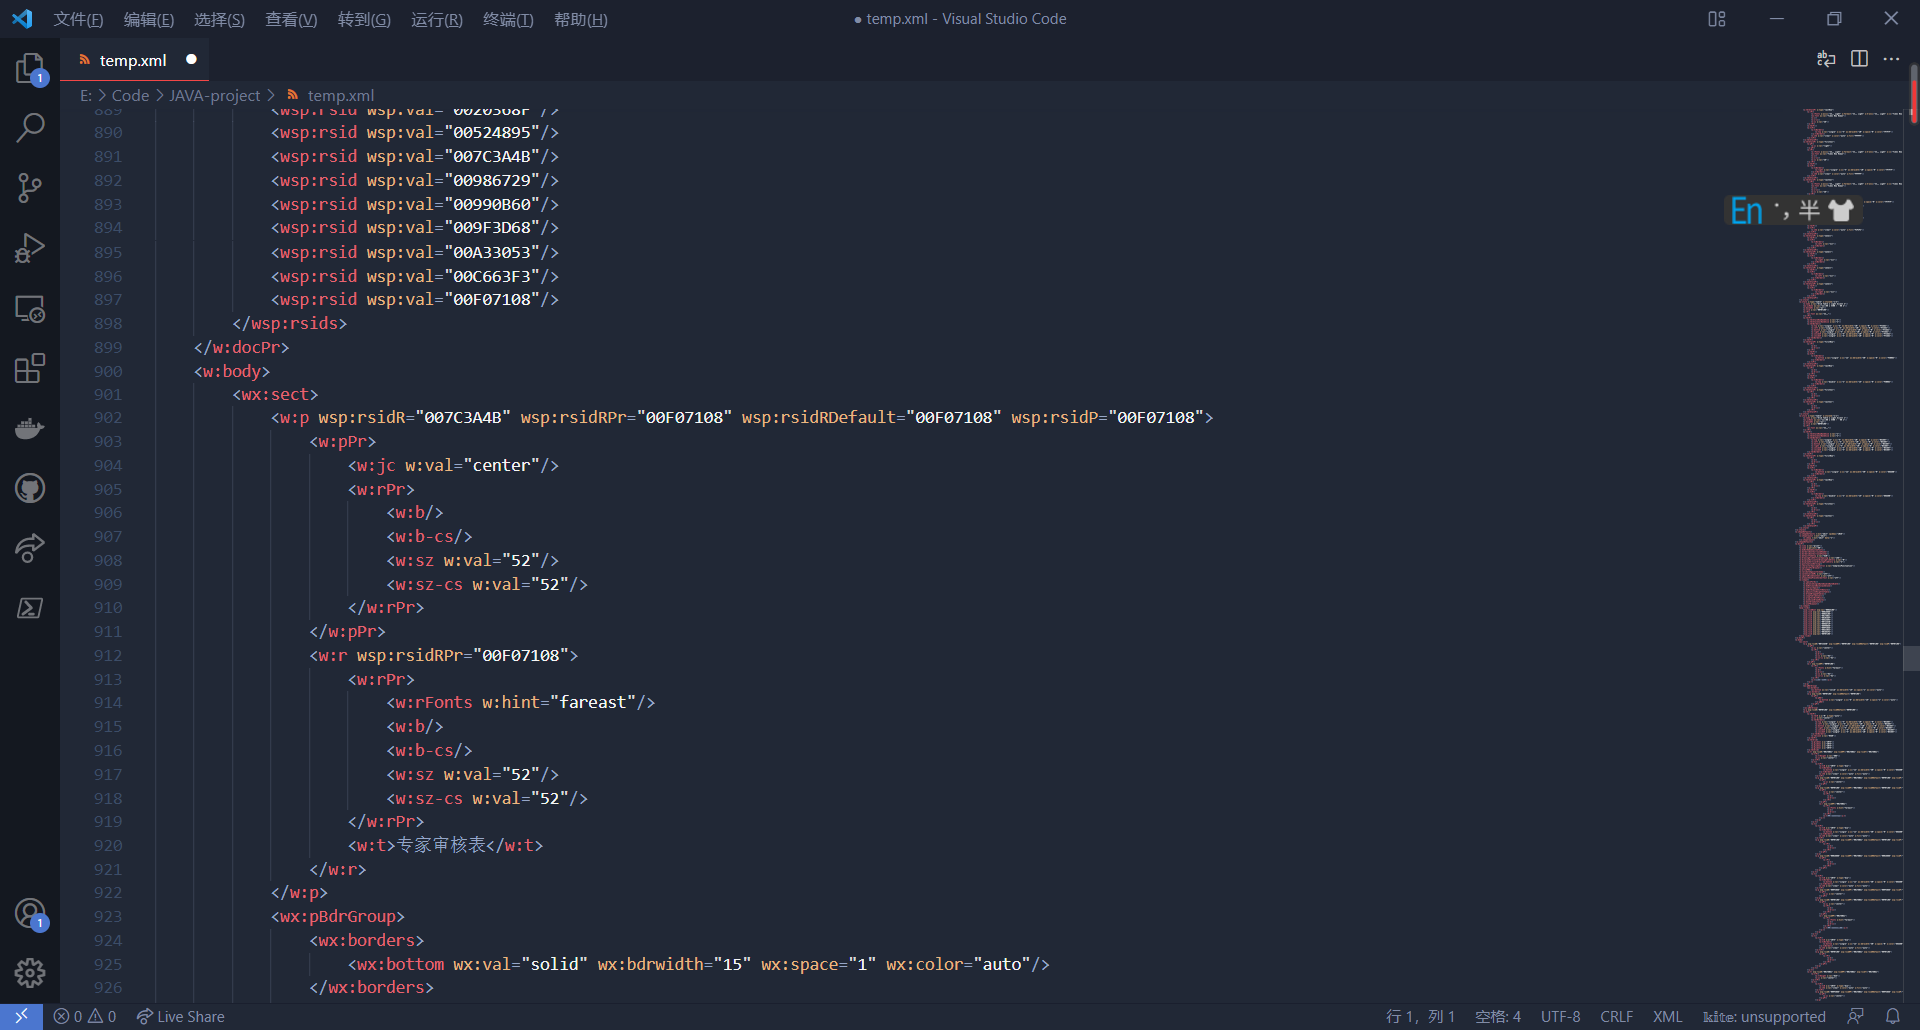 文件(F) 编辑(E) 选择(S) 查看(V) 转到(G) 运行(R) 终端(T) 帮助(H) ● temp.xml - Visual Studio Code
temp.xml
E: > Code > JAVA-project > temp.xml
889 <wsp:rsid wsp:val="0020368F"/>
890 <wsp:rsid wsp:val="00524895"/>
891 <wsp:rsid wsp:val="007C3A4B"/>
892 <wsp:rsid wsp:val="00986729"/>
893 <wsp:rsid wsp:val="00990B60"/>
894 <wsp:rsid wsp:val="009F3D68"/>
895 <wsp:rsid wsp:val="00A33053"/>
896 <wsp:rsid wsp:val="00C663F3"/>
897 <wsp:rsid wsp:val="00F07108"/>
898 </wsp:rsids>
899 </w:docPr>
900 <w:body>
901 <wx:sect>
902 <w:p wsp:rsidR="007C3A4B" wsp:rsidRPr="00F07108" wsp:rsidRDefault="00F07108" wsp:rsidP="00F07108">
903 <w:pPr>
904 <w:jc w:val="center"/>
905 <w:rPr>
906 <w:b/>
907 <w:b-cs/>
908 <w:sz w:val="52"/>
909 <w:sz-cs w:val="52"/>
910 </w:rPr>
911 </w:pPr>
912 <w:r wsp:rsidRPr="00F07108">
913 <w:rPr>
914 <w:rFonts w:hint="fareast"/>
915 <w:b/>
916 <w:b-cs/>
917 <w:sz w:val="52"/>
918 <w:sz-cs w:val="52"/>
919 </w:rPr>
920 <w:t>专家审核表</w:t>
921 </w:r>
922 </w:p>
923 <wx:pBdrGroup>
924 <wx:borders>
925 <wx:bottom wx:val="solid" wx:bdrwidth="15" wx:space="1" wx:color="auto"/>
926 </wx:borders>
En 半
1
1
0 0 Live Share 行 1, 列 1 空格: 4 UTF-8 CRLF XML kite: unsupported